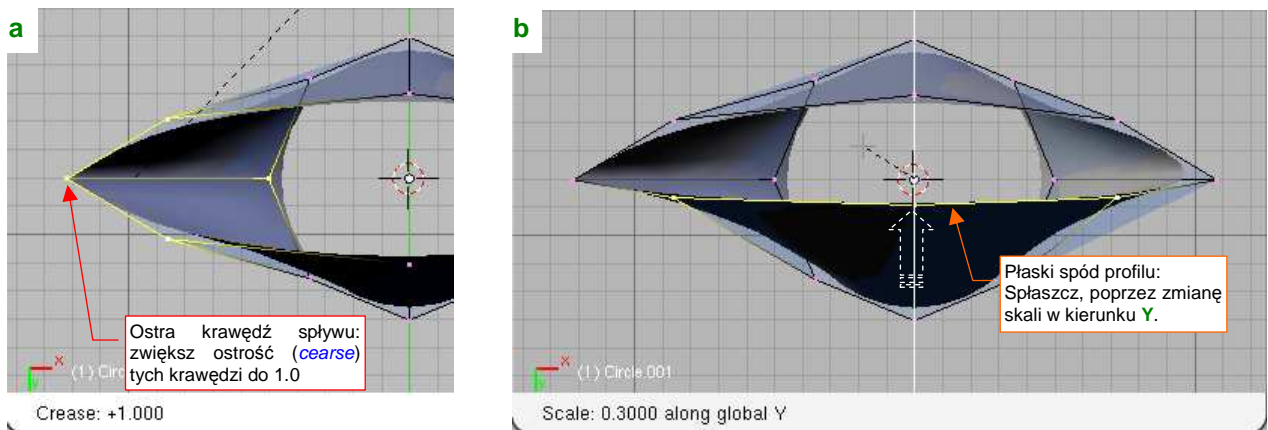 a
Ostra krawędź spływu:
zwiększ ostrość (cearse)
tych krawędzi do 1.0
x
y
(1) Circ
Crease: +1.000
b
Płaski spód profilu:
Spłaszcz, poprzez zmianę
skali w kierunku Y.
x
y
(1) Circle.001
Scale: 0.3000 along global Y